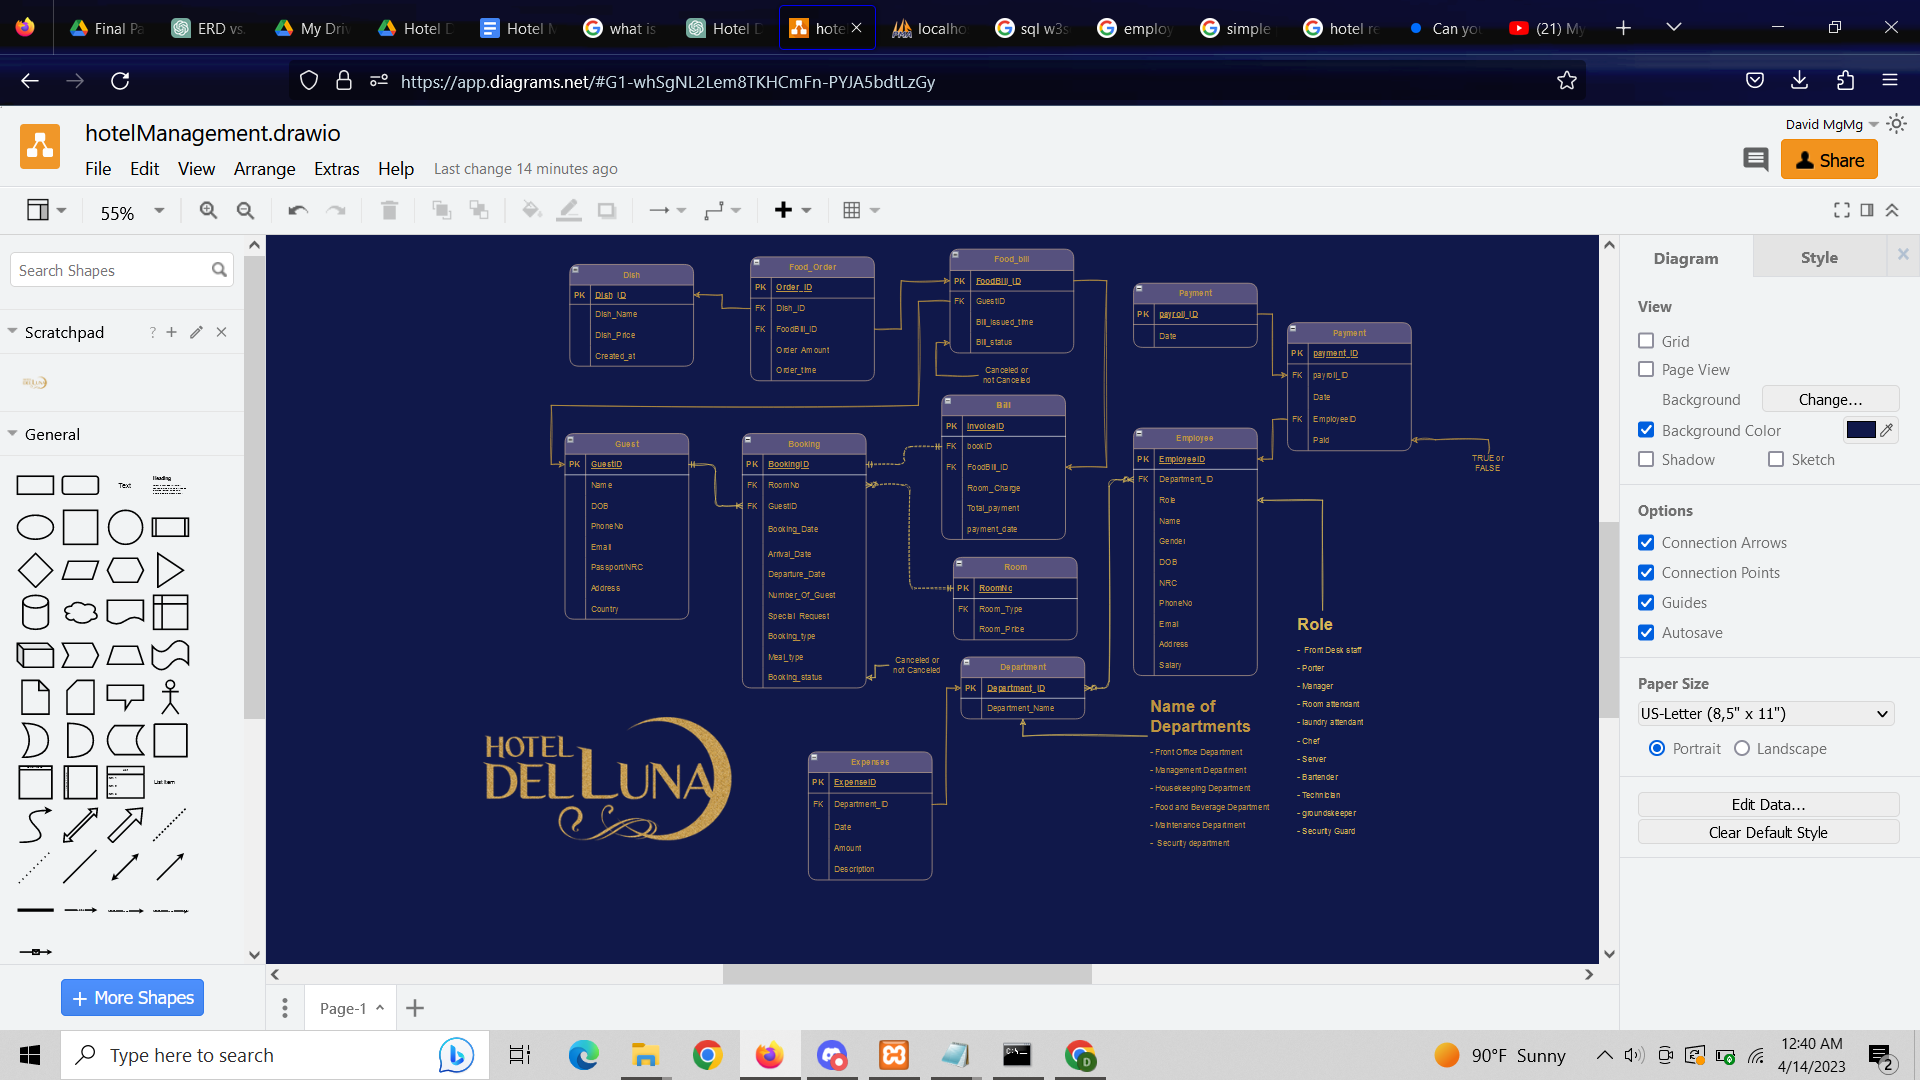 Final Pa
ERD vs.
My Driv
Hotel D
Hotel M
what is
Hotel D
hotel
localho
sql w3s
employ
simple
hotel re
Can you
(21) My
https://app.diagrams.net/#G1-whSgNL2Lem8TKHCmFn-PYJA5bdtLzGy
hotelManagement.drawio
David MgMg
File Edit View Arrange Extras Help Last change 14 minutes ago
Share
55%
Search Shapes
Scratchpad
?
General
Text
Heading
List Item
+ More Shapes
Dish
PK Dish_ID
Dish_Name
Dish_Price
Created_at
Food_Order
PK Order_ID
FK Dish_ID
FK FoodBill_ID
Order Amount
Order_time
Food_bill
PK FoodBill_ID
FK GuestID
Bill_issued_time
Bill_status
Canceled or
not Canceled
Payment
PK payroll_ID
Date
Payment
PK payment_ID
FK payroll_ID
Date
FK EmployeeID
Paid
TRUE or
FALSE
Guest
PK GuestID
Name
DOB
PhoneNo
Email
Passport/NRC
Address
Country
Booking
PK BookingID
FK RoomNo
FK GuestID
Booking_Date
Arrival_Date
Departure_Date
Number_Of_Guest
Special Request
Booking_type
Meal_type
Booking_status
Canceled or
not Canceled
Bill
PK InvoiceID
FK bookID
FK FoodBill_ID
Room_Charge
Total_payment
payment_date
Room
PK RoomNo
FK Room_Type
Room_Price
Department
PK Department_ID
Department_Name
Employee
PK EmployeeID
FK Department_ID
Role
Name
Gender
DOB
NRC
PhoneNo
Email
Address
Salary
Role
- Front Desk staff
- Porter
- Manager
- Room attendant
- laundry attendant
- Chef
- Server
- Bartender
- Technician
- groundskeeper
- Security Guard
Name of
Departments
- Front Office Department
- Management Department
- Housekeeping Department
- Food and Beverage Department
- Maintenance Department
- Security department
Expenses
PK ExpenseID
FK Department_ID
Date
Amount
Description
HOTEL
DELLUNA
Diagram
Style
View
Grid
Page View
Background Change...
Background Color
Shadow Sketch
Options
Connection Arrows
Connection Points
Guides
Autosave
Paper Size
US-Letter (8,5" x 11")
Portrait Landscape
Edit Data...
Clear Default Style
Page-1
Type here to search
90°F Sunny
12:40 AM
4/14/2023
2